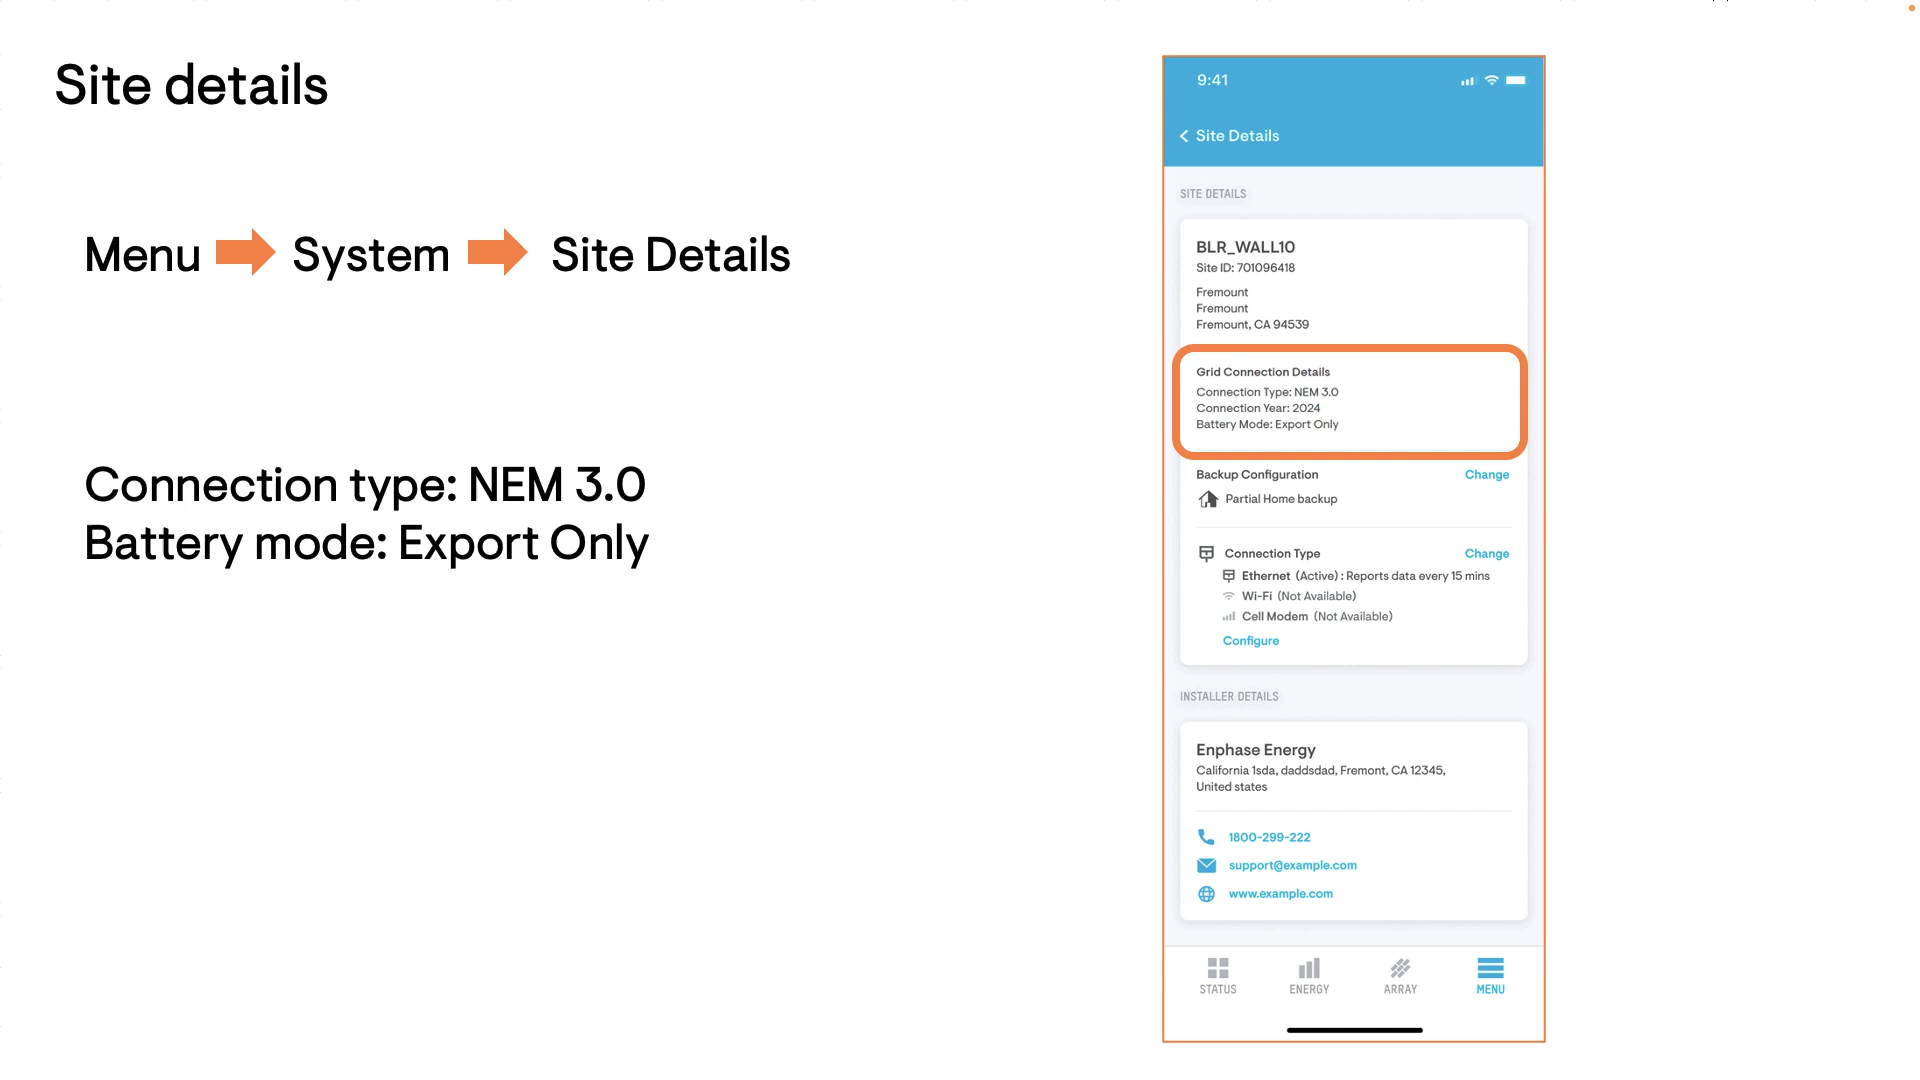 Site details
Menu System Site Details
Connection type: NEM 3.0
Battery mode: Export Only
9:41
Site Details
SITE DETAILS
BLR_WALL10
Site ID: 701096418
Fremount
Fremount
Fremount, CA 94539
Grid Connection Details
Connection Type: NEM 3.0
Connection Year: 2024
Battery Mode: Export Only
Backup Configuration Change
Partial Home backup
Connection Type Change
Ethernet (Active) : Reports data every 15 mins
Wi-Fi (Not Available)
Cell Modem (Not Available)
Configure
INSTALLER DETAILS
Enphase Energy
California 1sda, daddsdad, Fremont, CA 12345,
United states
1800-299-222
support@example.com
www.example.com
STATUS ENERGY ARRAY MENU